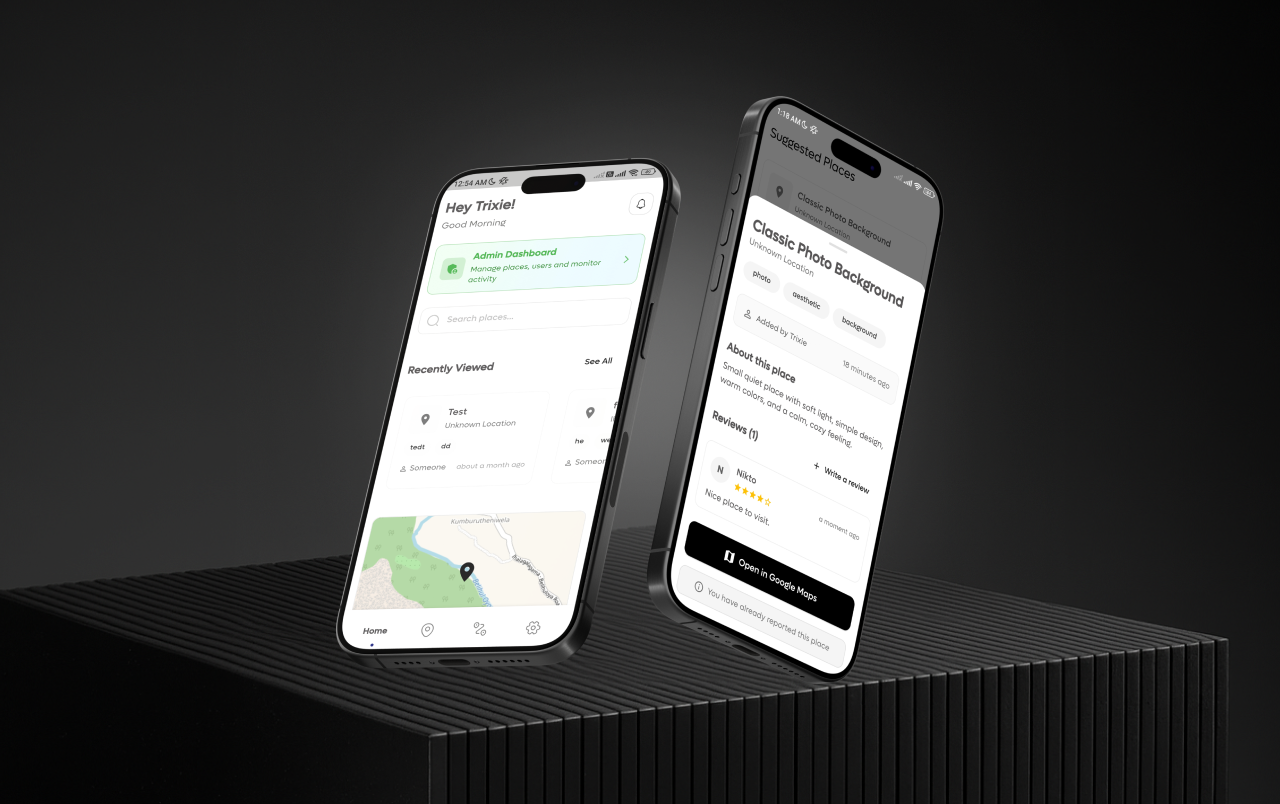 12:54 AM
Hey Trixie!
Good Morning
Admin Dashboard
Manage places, users and monitor
activity
Search places...
Recently Viewed
See All
Test
Unknown Location
tedt dd
Someone about a month ago
he
Kumburutheniwela
Home
1:18 AM
Suggested Places
Classic Photo Background
Unknown Location
Classic Photo Background
Unknown Location
photo
aesthetic
background
Added by Trixie
18 minutes ago
About this place
Small quiet place with soft light, simple design,
warm colors, and a calm, cozy feeling.
Reviews (1)
+ Write a review
N
Nikto
★★★★☆
a moment ago
Nice place to visit.
Open in Google Maps
You have already reported this place